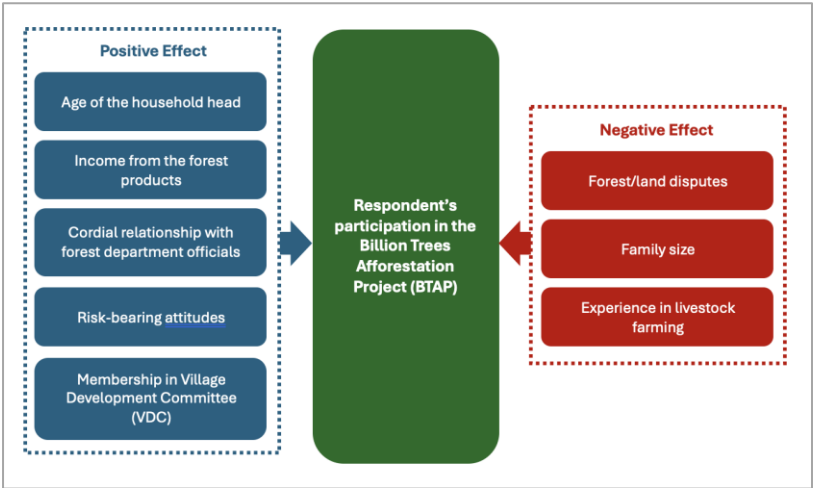 Positive Effect
Age of the household head
Income from the forest
products
Cordial relationship with
forest department officials
Risk-bearing attitudes
Membership in Village
Development Committee
(VDC)
Respondent's
participation in the
Billion Trees
Afforestation
Project (BTAP)
Negative Effect
Forest/land disputes
Family size
Experience in livestock
farming